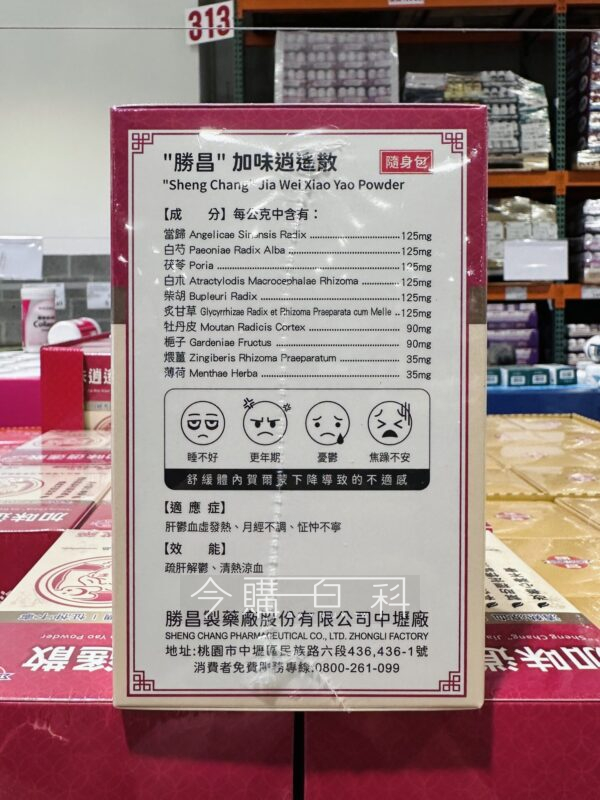 313
"勝昌" 加味逍遙散
隨身包
"Sheng Chang" Jia Wei Xiao Yao Powder
【成　分】每公克中含有：
當歸 Angelicae Sinensis Radix 125mg
白芍 Paeoniae Radix Alba 125mg
茯苓 Poria 125mg
白朮 Atractylodis Macrocephalae Rhizoma 125mg
柴胡 Bupleuri Radix 125mg
炙甘草 Glycyrrhizae Radix et Rhizoma Praeparata cum Melle 125mg
牡丹皮 Moutan Radicis Cortex 90mg
梔子 Gardeniae Fructus 90mg
煨薑 Zingiberis Rhizoma Praeparatum 35mg
薄荷 Menthae Herba 35mg
睡不好 更年期 憂鬱 焦躁不安
舒緩體內賀爾蒙下降導致的不適感
【適應症】
肝鬱血虛發熱、月經不調、怔忡不寧
【效　能】
疏肝解鬱、清熱涼血
今購百科
勝昌製藥廠股份有限公司中壢廠
SHENG CHANG PHARMACEUTICAL CO., LTD. ZHONGLI FACTORY
地址:桃園市中壢區民族路六段436,436-1號
消費者免費服務專線:0800-261-099
加味逍